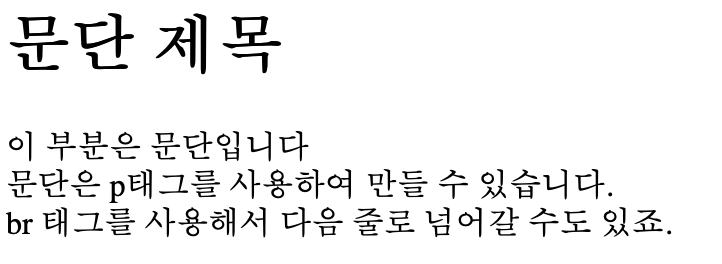 문단 제목
이 부분은 문단입니다
문단은 p태그를 사용하여 만들 수 있습니다.
br 태그를 사용해서 다음 줄로 넘어갈 수도 있죠.